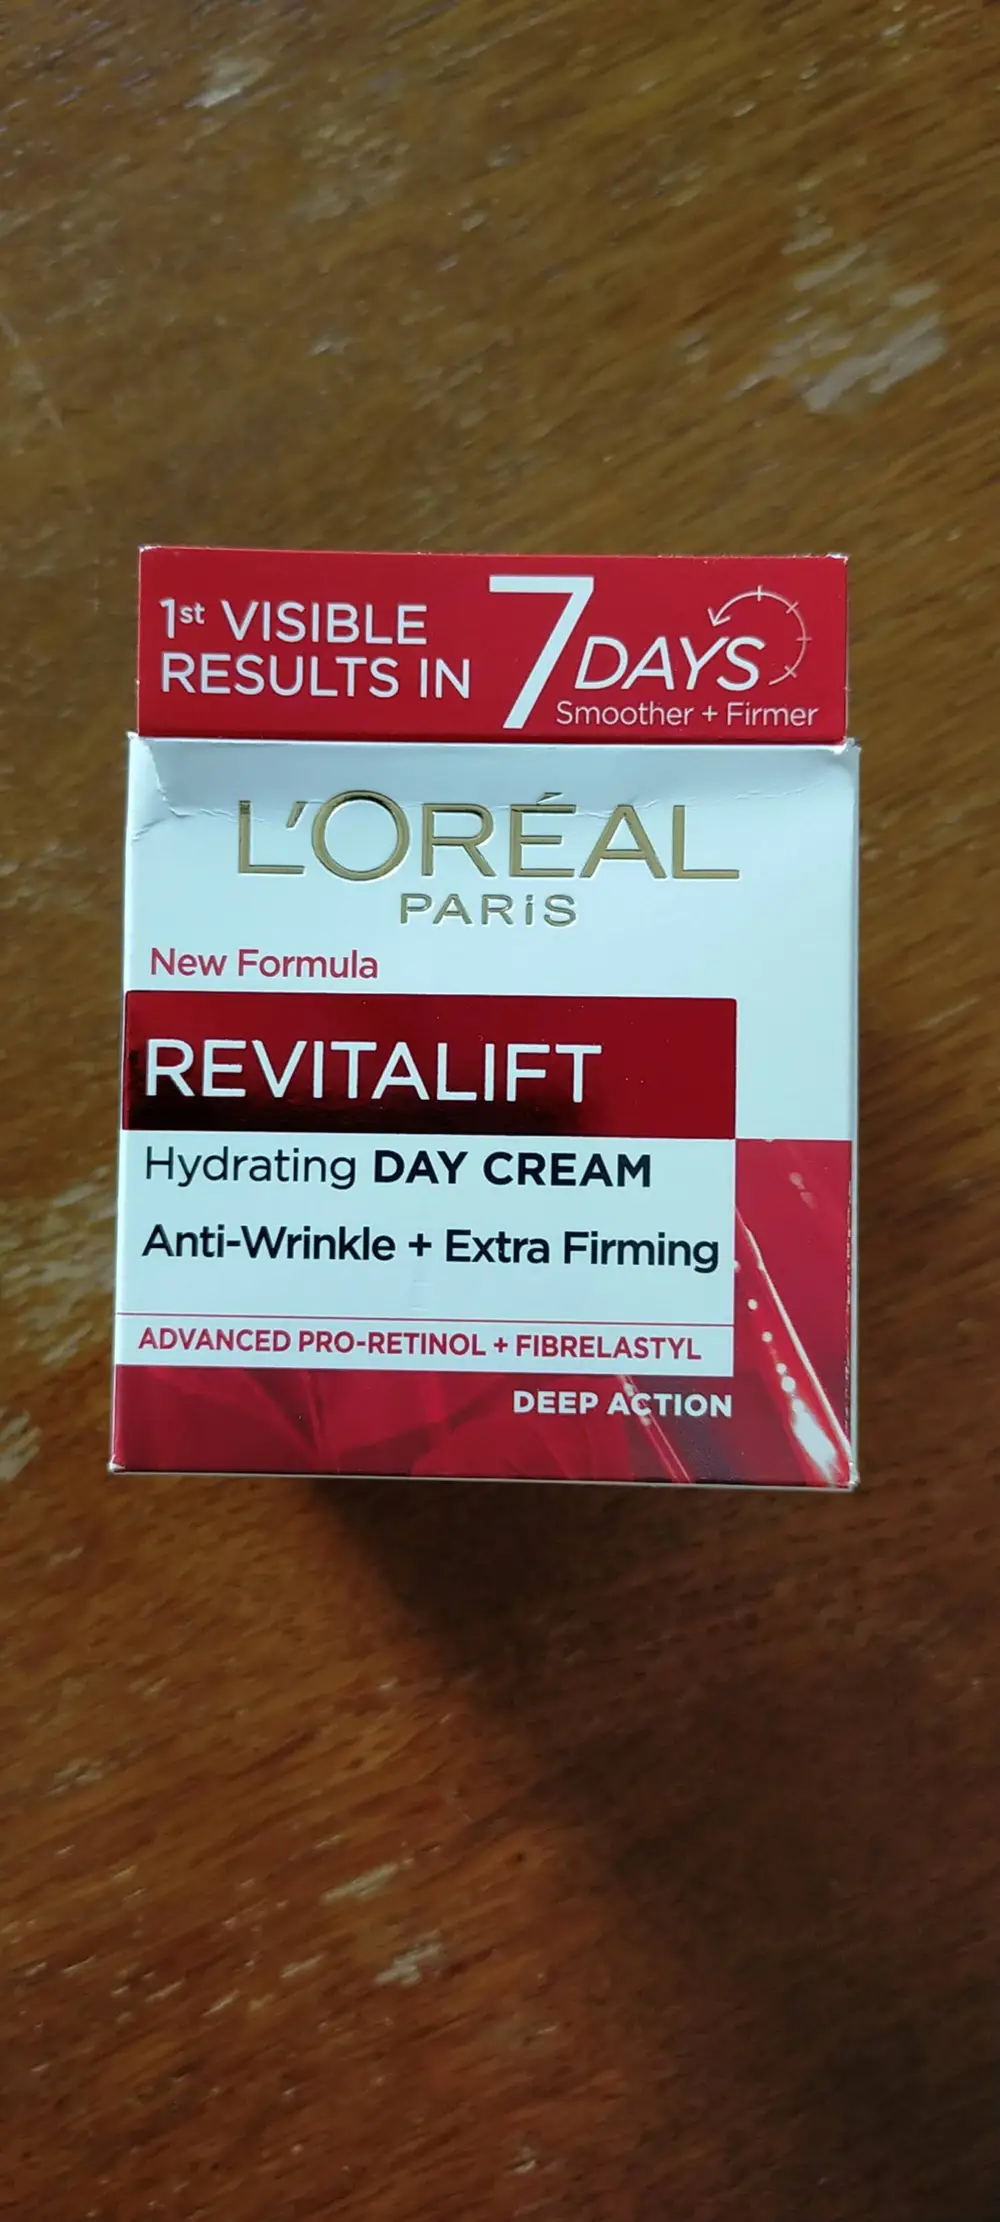 1st VISIBLE
RESULTS IN 7 DAYS
Smoother + Firmer
L'ORÉAL
PARiS
New Formula
REVITALIFT
Hydrating DAY CREAM
Anti-Wrinkle + Extra Firming
ADVANCED PRO-RETINOL + FIBRELASTYL
DEEP ACTION